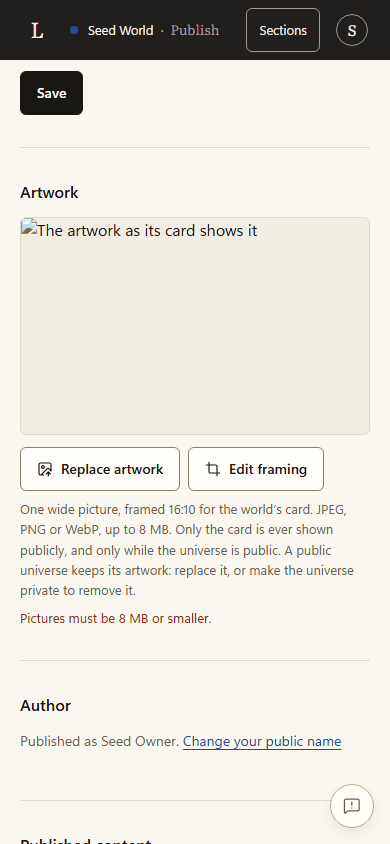 L
Seed World · Publish
Sections
S
Save
Artwork
The artwork as its card shows it
Replace artwork
Edit framing
One wide picture, framed 16:10 for the world's card. JPEG,
PNG or WebP, up to 8 MB. Only the card is ever shown
publicly, and only while the universe is public. A public
universe keeps its artwork: replace it, or make the universe
private to remove it.
Pictures must be 8 MB or smaller.
Author
Published as Seed Owner. Change your public name
Published content